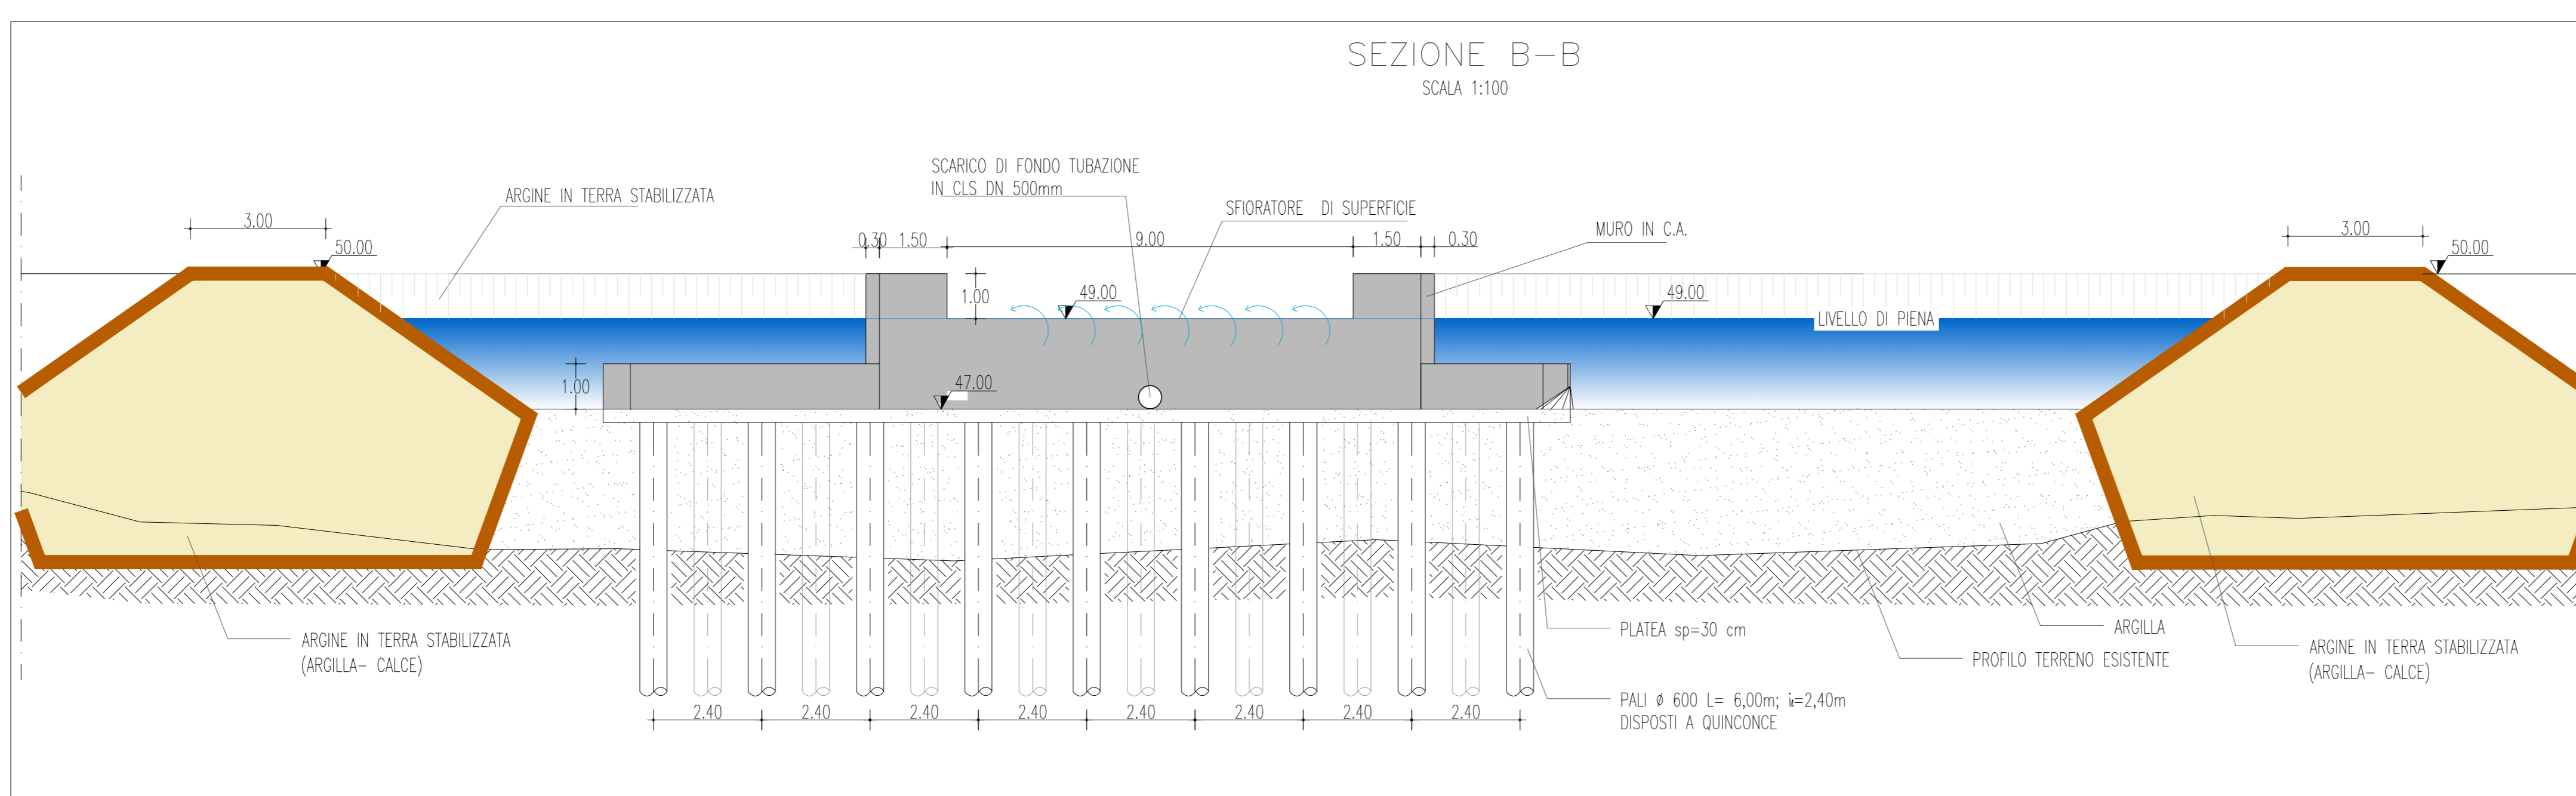 SEZIONE B-B
SCALA 1:100
SCARICO DI FONDO TUBAZIONE
IN CLS DN 500mm
ARGINE IN TERRA STABILIZZATA
SFIORATORE DI SUPERFICIE
MURO IN C.A.
3.00
50.00
0.30
1.50
9.00
1.50
0.30
3.00
50.00
1.00
49.00
49.00
LIVELLO DI PIENA
1.00
47.00
ARGINE IN TERRA STABILIZZATA
(ARGILLA- CALCE)
PLATEA sp=30 cm
ARGILLA
PROFILO TERRENO ESISTENTE
ARGINE IN TERRA STABILIZZATA
(ARGILLA- CALCE)
PALI ø 600 L= 6,00m; =2,40m
DISPOSTI A QUINCONCE
2.40
2.40
2.40
2.40
2.40
2.40
2.40
2.40